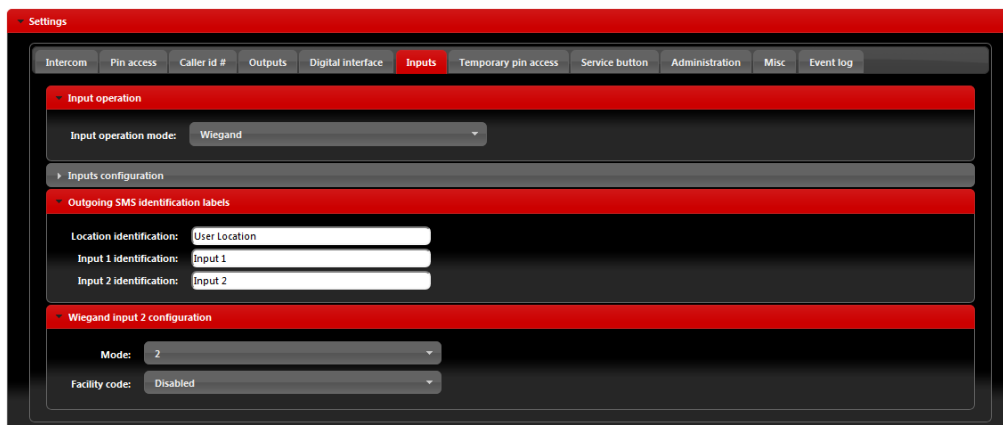 Settings
Intercom Pin access Caller id # Outputs Digital interface Inputs Temporary pin access Service button Administration Misc Event log
Input operation
Input operation mode: Wiegand
Inputs configuration
Outgoing SMS identification labels
Location identification: User Location
Input 1 identification: Input 1
Input 2 identification: Input 2
Wiegand input 2 configuration
Mode: 2
Facility code: Disabled